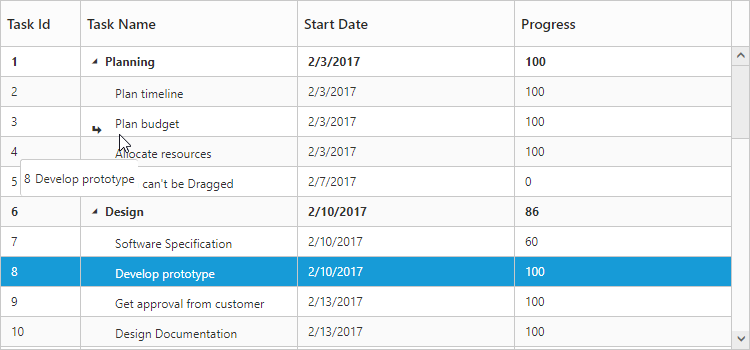 Task Id Task Name Start Date Progress
1 Planning 2/3/2017 100
2 Plan timeline 2/3/2017 100
3 Plan budget 2/3/2017 100
4 Allocate resources 2/3/2017 100
8 Develop prototype
5 can't be Dragged 2/7/2017 0
6 Design 2/10/2017 86
7 Software Specification 2/10/2017 60
8 Develop prototype 2/10/2017 100
9 Get approval from customer 2/13/2017 100
10 Design Documentation 2/13/2017 100